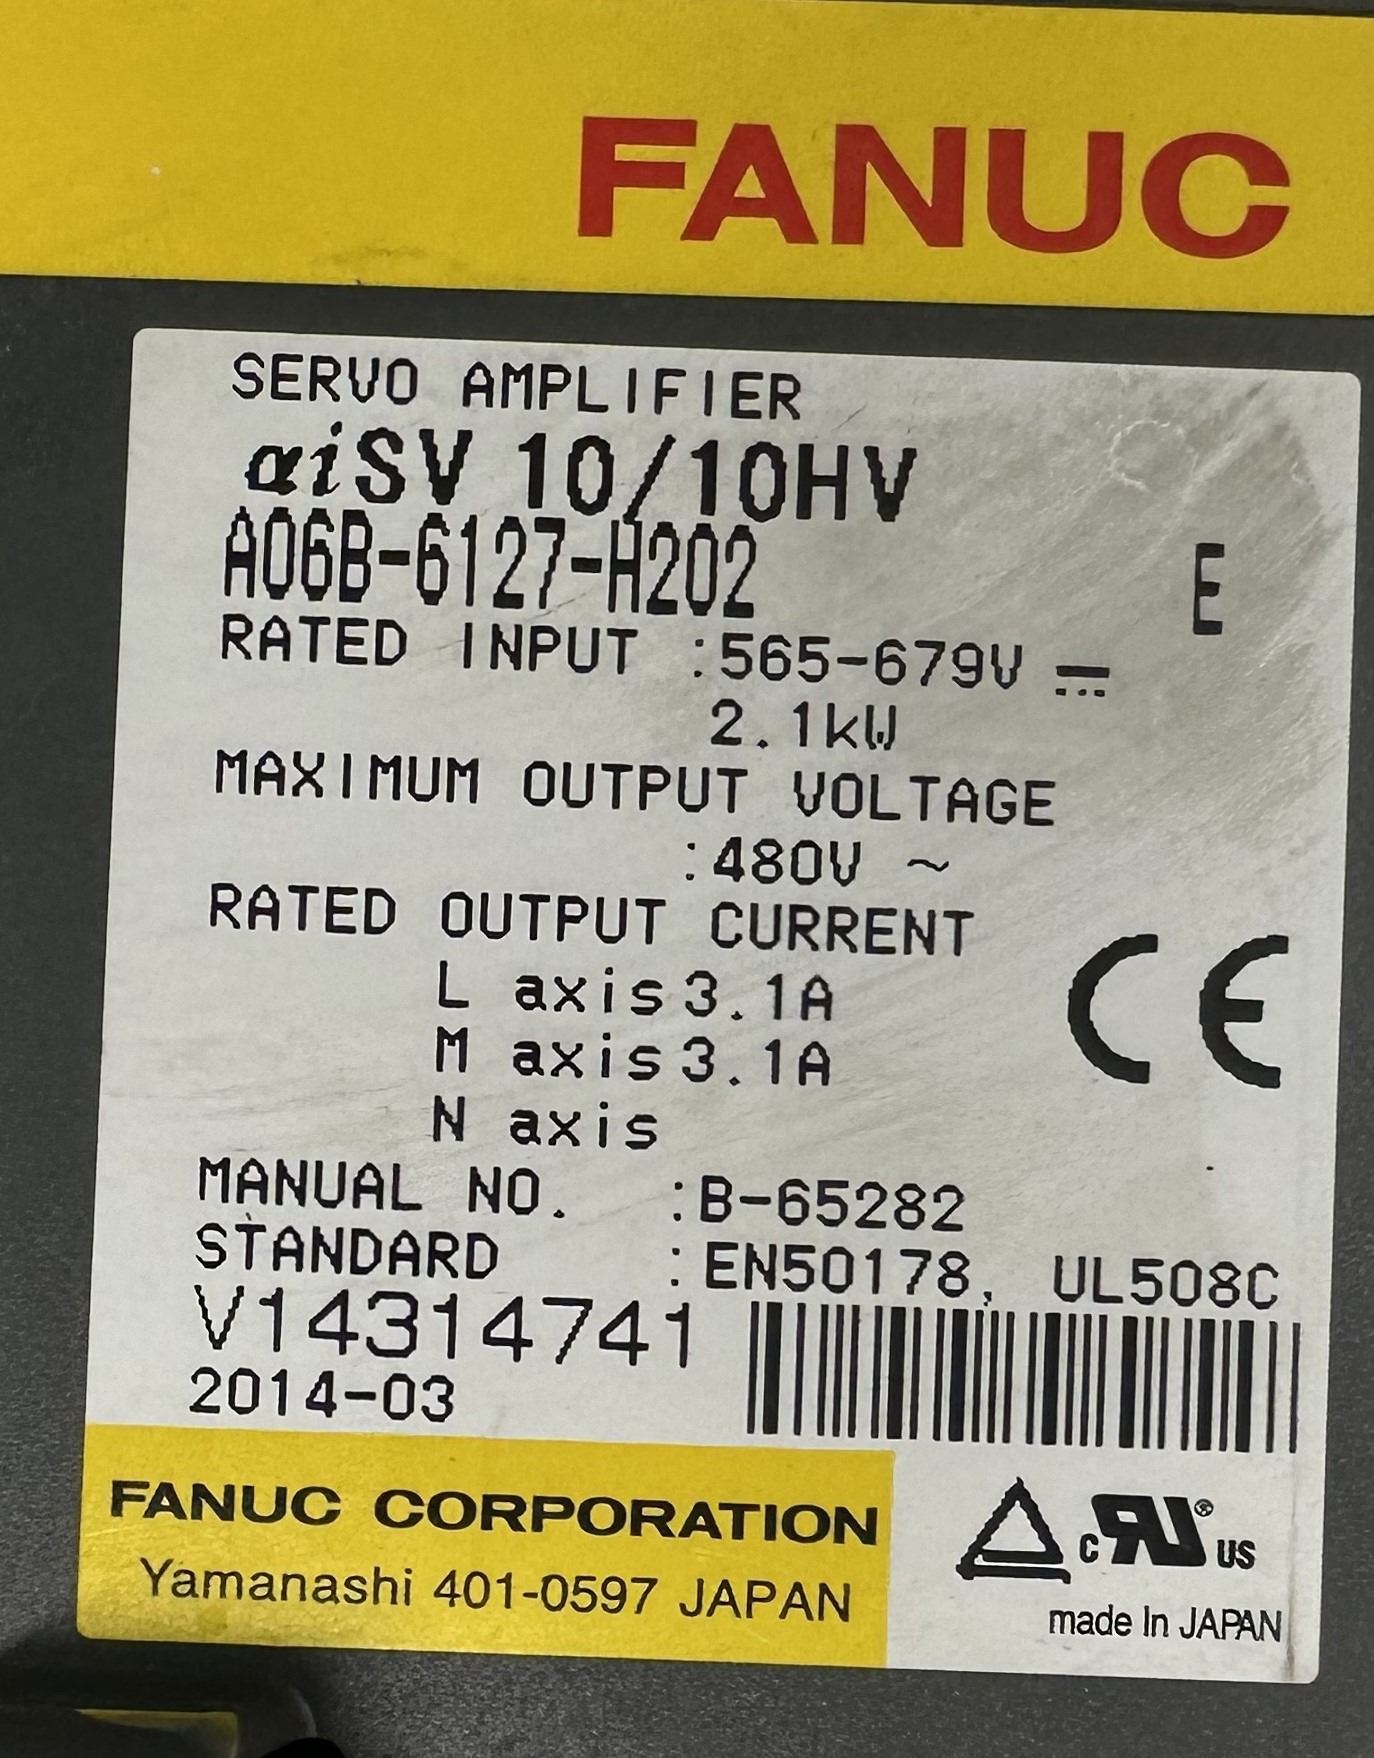 FANUC
SERVO AMPLIFIER
αiSV 10/10HV
A06B-6127-H202 E
RATED INPUT :565-679V ⎓
2.1kW
MAXIMUM OUTPUT VOLTAGE
:480V ~
RATED OUTPUT CURRENT
L axis 3.1A
M axis 3.1A
N axis
CE
MANUAL NO. :B-65282
STANDARD :EN50178, UL508C
V14314741
2014-03
FANUC CORPORATION
Yamanashi 401-0597 JAPAN
c RU ® US
made In JAPAN